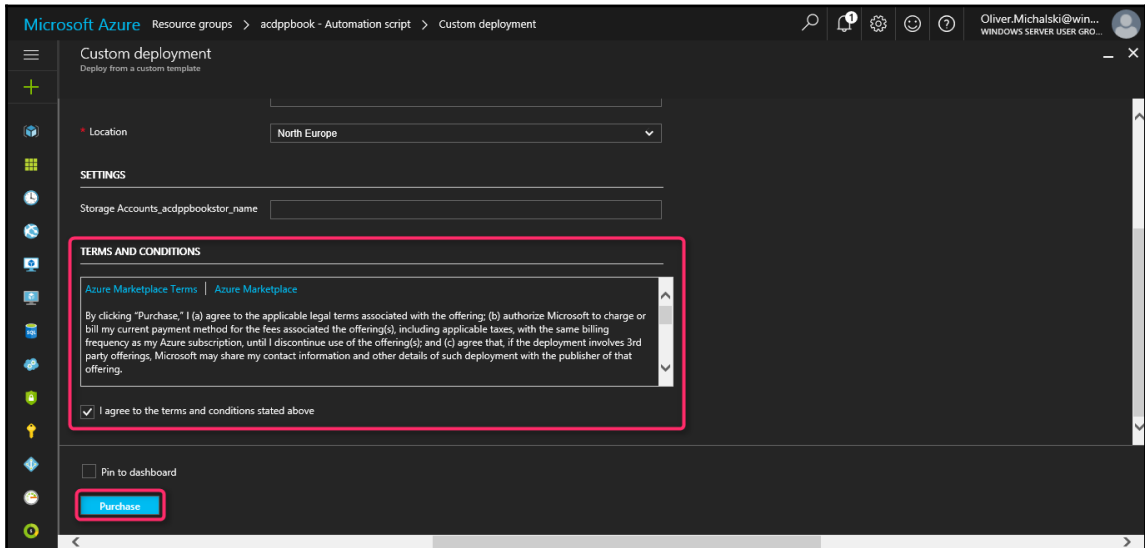 Microsoft Azure Resource groups > acdppbook - Automation script > Custom deployment
1
Oliver.Michalski@win...
WINDOWS SERVER USER GRO...
Custom deployment
Deploy from a custom template
* Location
North Europe
SETTINGS
Storage Accounts_acdppbookstor_name
TERMS AND CONDITIONS
Azure Marketplace Terms | Azure Marketplace
By clicking “Purchase,” I (a) agree to the applicable legal terms associated with the offering; (b) authorize Microsoft to charge or
bill my current payment method for the fees associated the offering(s), including applicable taxes, with the same billing
frequency as my Azure subscription, until I discontinue use of the offering(s); and (c) agree that, if the deployment involves 3rd
party offerings, Microsoft may share my contact information and other details of such deployment with the publisher of that
offering.
I agree to the terms and conditions stated above
Pin to dashboard
Purchase